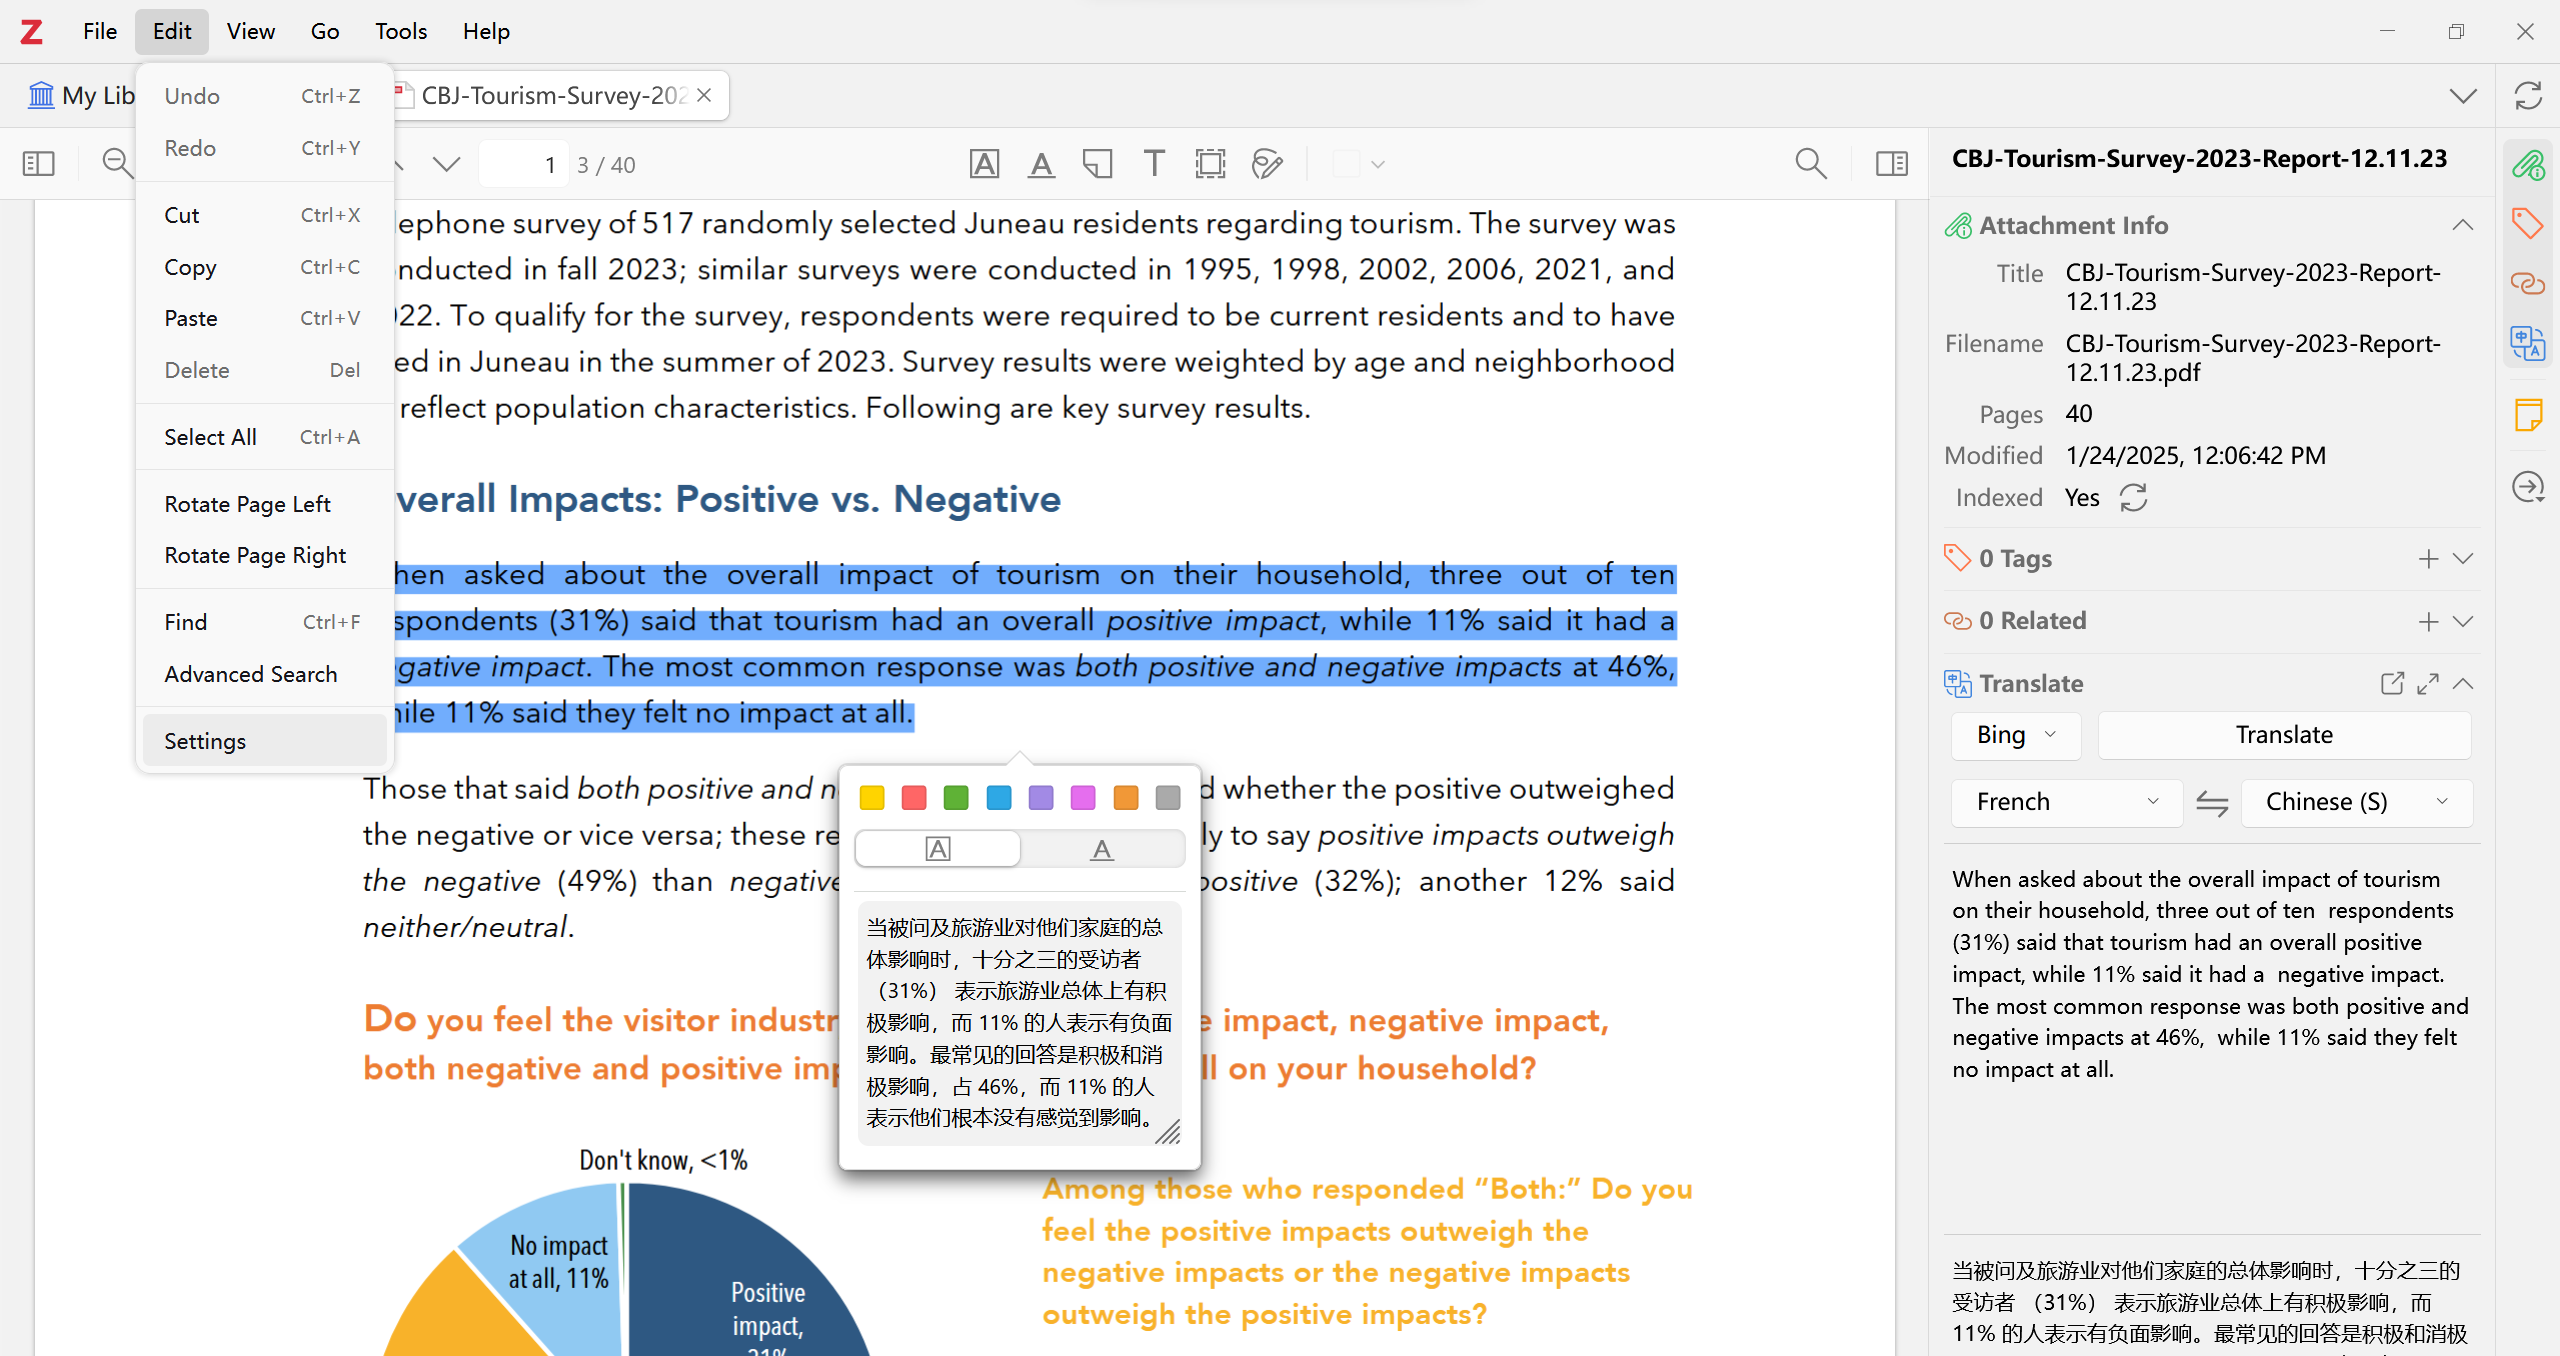 Z File Edit View Go Tools Help
My Lib
CBJ-Tourism-Survey-202
Undo Ctrl+Z
Redo Ctrl+Y
Cut Ctrl+X
Copy Ctrl+C
Paste Ctrl+V
Delete Del
Select All Ctrl+A
Rotate Page Left
Rotate Page Right
Find Ctrl+F
Advanced Search
Settings
1 3 / 40
lephone survey of 517 randomly selected Juneau residents regarding tourism. The survey was
nducted in fall 2023; similar surveys were conducted in 1995, 1998, 2002, 2006, 2021, and
22. To qualify for the survey, respondents were required to be current residents and to have
ed in Juneau in the summer of 2023. Survey results were weighted by age and neighborhood
reflect population characteristics. Following are key survey results.
verall Impacts: Positive vs. Negative
hen asked about the overall impact of tourism on their household, three out of ten
spondents (31%) said that tourism had an overall positive impact, while 11% said it had a
gative impact. The most common response was both positive and negative impacts at 46%,
ile 11% said they felt no impact at all.
Those that said both positive and n d whether the positive outweighed
the negative or vice versa; these re ly to say positive impacts outweigh
the negative (49%) than negative positive (32%); another 12% said
neither/neutral.
当被问及旅游业对他们家庭的总
体影响时，十分之三的受访者
（31%） 表示旅游业总体上有积
极影响，而 11% 的人表示有负面
影响。最常见的回答是积极和消
极影响，占 46%，而 11% 的人
表示他们根本没有感觉到影响。
Do you feel the visitor industr e impact, negative impact,
both negative and positive imp ll on your household?
Don't know, <1%
No impact
at all, 11%
Positive
impact,
Among those who responded “Both:” Do you
feel the positive impacts outweigh the
negative impacts or the negative impacts
outweigh the positive impacts?
CBJ-Tourism-Survey-2023-Report-12.11.23
Attachment Info
Title CBJ-Tourism-Survey-2023-Report-
12.11.23
Filename CBJ-Tourism-Survey-2023-Report-
12.11.23.pdf
Pages 40
Modified 1/24/2025, 12:06:42 PM
Indexed Yes
0 Tags
0 Related
Translate
Bing Translate
French Chinese (S)
When asked about the overall impact of tourism
on their household, three out of ten respondents
(31%) said that tourism had an overall positive
impact, while 11% said it had a negative impact.
The most common response was both positive and
negative impacts at 46%, while 11% said they felt
no impact at all.
当被问及旅游业对他们家庭的总体影响时，十分之三的
受访者 （31%） 表示旅游业总体上有积极影响，而
11% 的人表示有负面影响。最常见的回答是积极和消极